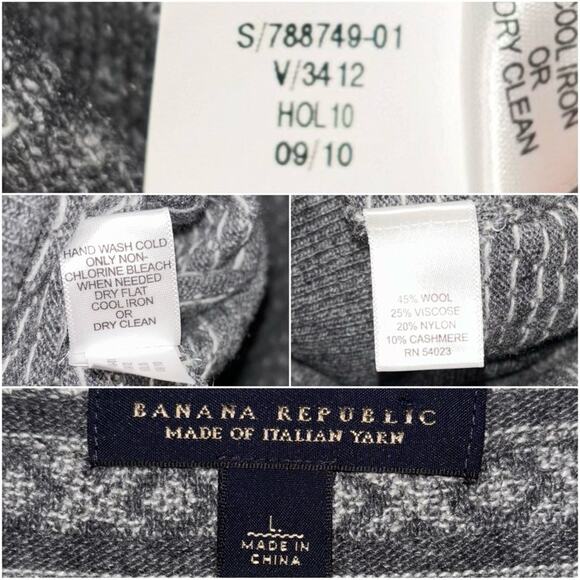 S/788749-01
V/34 12
HOL10
09/10
COOL IRON
OR
DRY CLEAN
HAND WASH COLD
ONLY NON-
CHLORINE BLEACH
WHEN NEEDED
DRY FLAT
COOL IRON
OR
DRY CLEAN
45% WOOL
25% VISCOSE
20% NYLON
10% CASHMERE
RN 54023
BANANA REPUBLIC
MADE OF ITALIAN YARN
L
MADE IN
CHINA